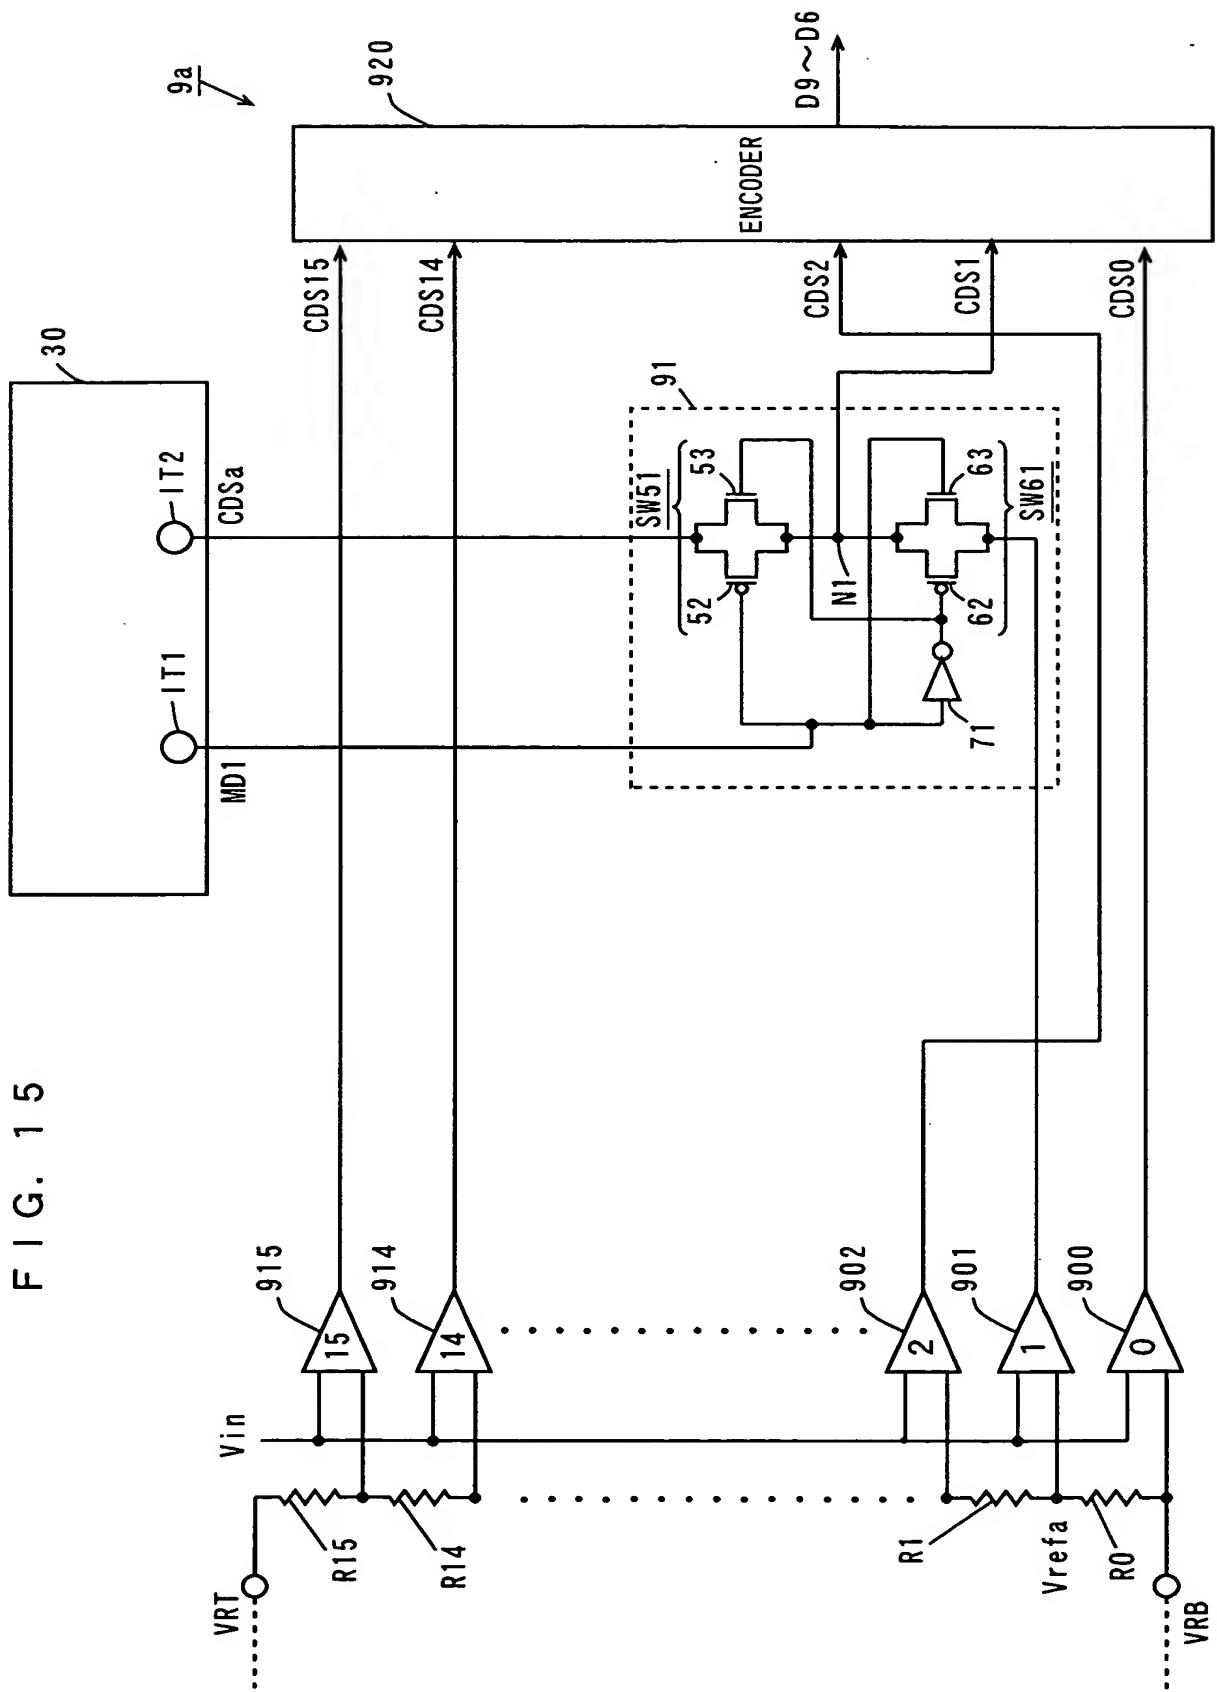 FIG. 15
9a
30
920
IT1
IT2
MD1
CDSa
VRT
Vin
R15
R14
915
15
914
14
CDS15
CDS14
ENCODER
D9~D6
91
SW51
52
53
N1
62
63
SW61
71
902
2
CDS2
R1
901
1
CDS1
Vrefa
R0
900
0
CDS0
VRB